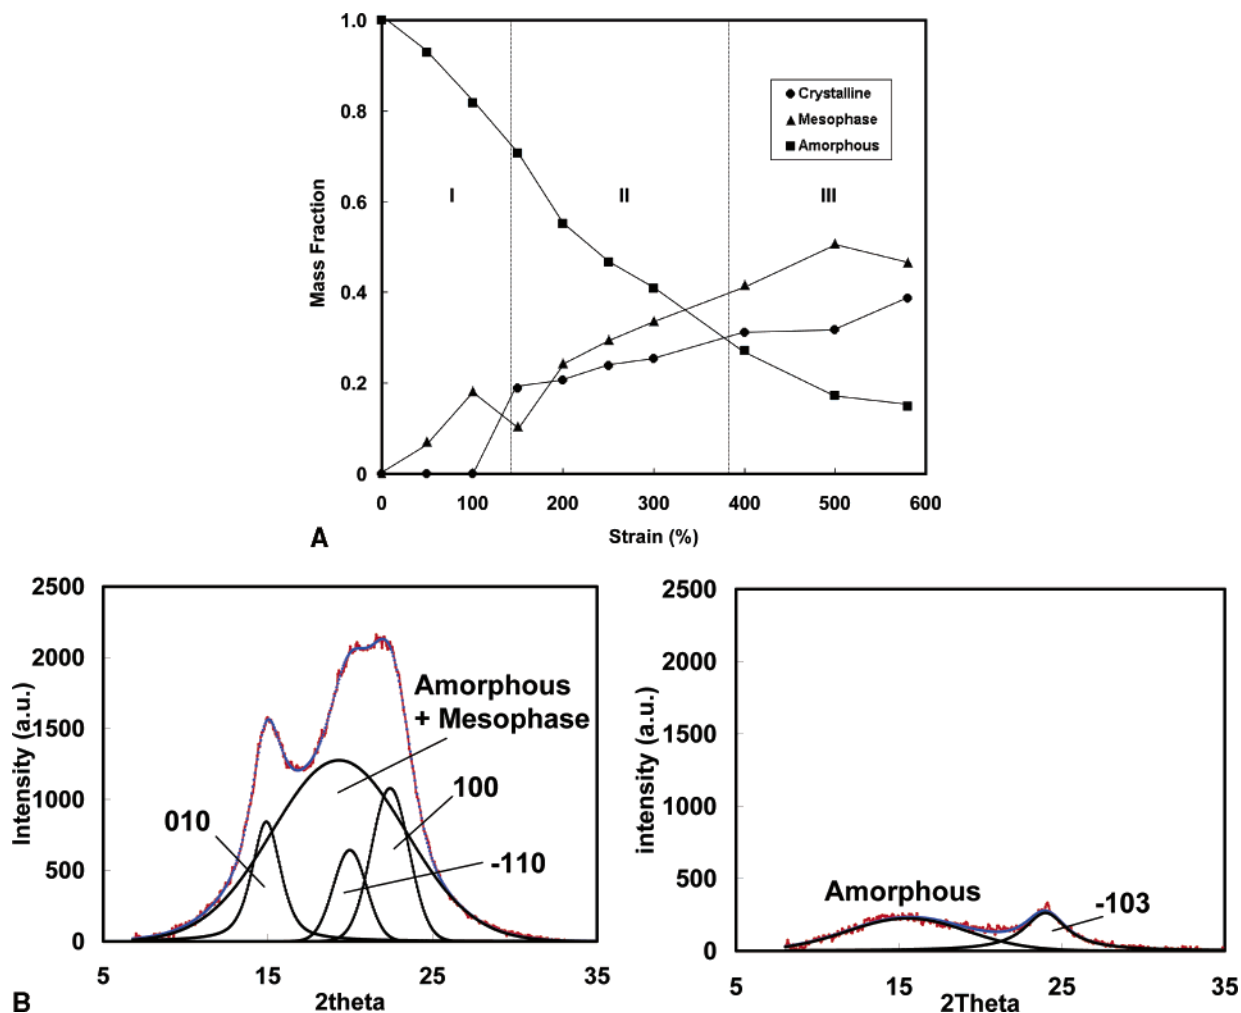 1.0
0.8
0.6
0.4
0.2
0
Mass Fraction
Crystalline
Mesophase
Amorphous
I
II
III
0 100 200 300 400 500 600
Strain (%)
A
2500
2000
1500
1000
500
0
Intensity (a.u.)
Amorphous
+ Mesophase
010
100
-110
5 15 25 35
2theta
B
2500
2000
1500
1000
500
0
intensity (a.u.)
Amorphous
-103
5 15 25 35
2Theta